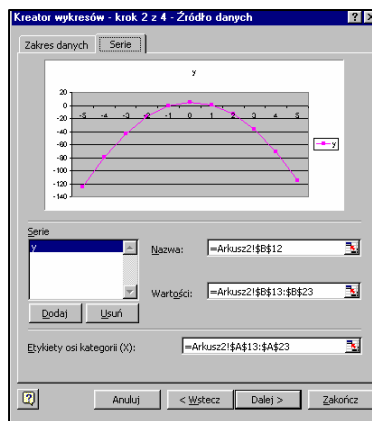 Kreator wykresów - krok 2 z 4 - Źródło danych
Zakres danych Serie
y
20
0
-20
-40
-60
-80
-100
-120
-140
-5 -4 -3 -2 -1 0 1 2 3 4 5
y
Serie
y
Nazwa: =Arkusz2!$B$12
Wartości: =Arkusz2!$B$13:$B$23
Dodaj Usuń
Etykiety osi kategorii (X): =Arkusz2!$A$13:$A$23
Anuluj < Wstecz Dalej > Zakończ